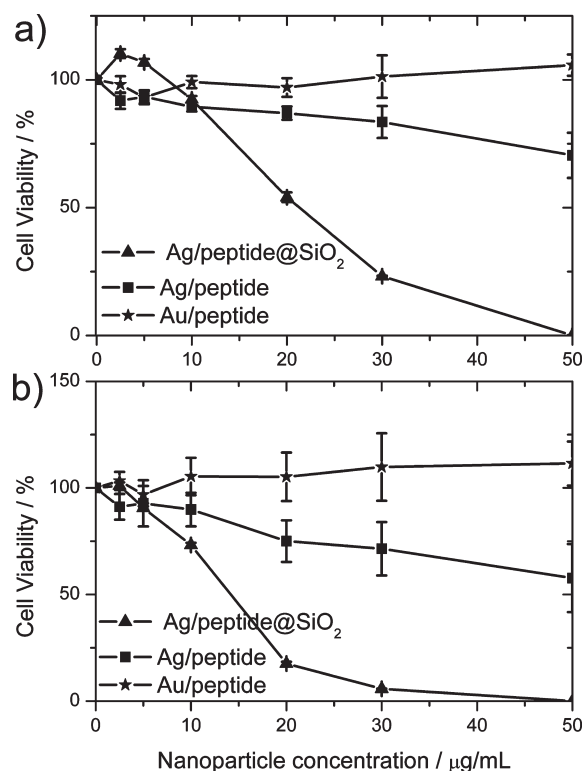 a)
100
50
0
Cell Viability / %
Ag/peptide@SiO₂
Ag/peptide
Au/peptide
0 10 20 30 40 50
b)
150
100
50
0
Cell Viability / %
Ag/peptide@SiO₂
Ag/peptide
Au/peptide
0 10 20 30 40 50
Nanoparticle concentration / μg/mL